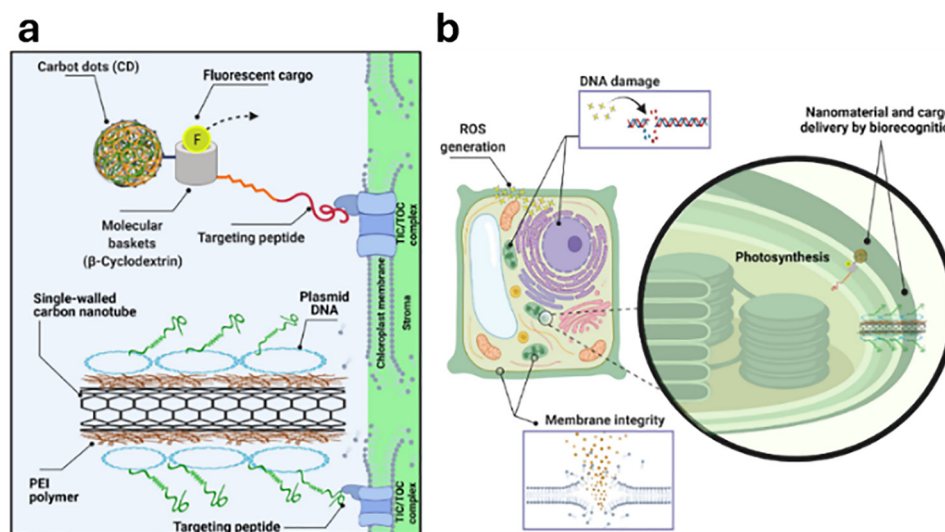 a
b
Carbot dots (CD)
Fluorescent cargo
F
Molecular
baskets
(β-Cyclodextrin)
Targeting peptide
TIC/TOC
complex
Single-walled
carbon nanotube
Plasmid
DNA
Chloroplast membrane
Stroma
PEI
polymer
Targeting peptide
TIC/TOC
complex
DNA damage
ROS
generation
Nanomaterial and carg
delivery by biorecognitio
Photosynthesis
Membrane integrity